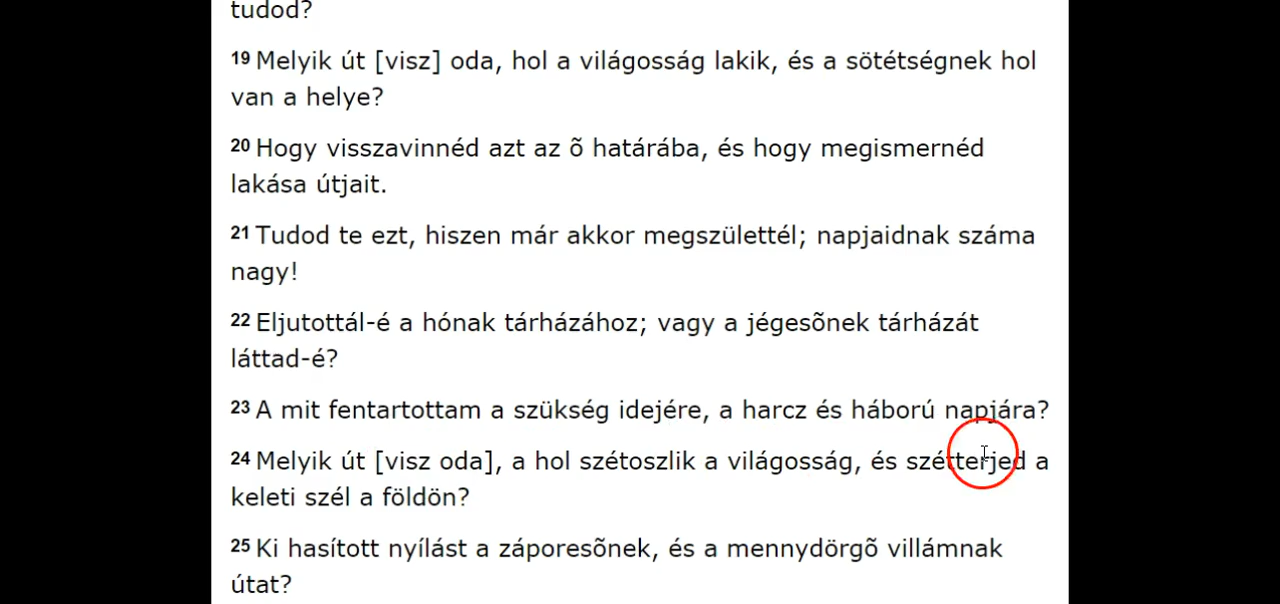 tudod?
19 Melyik út [visz] oda, hol a világosság lakik, és a sötétségnek hol
van a helye?
20 Hogy visszavinnéd azt az õ határába, és hogy megismernéd
lakása útjait.
21 Tudod te ezt, hiszen már akkor megszülettél; napjaidnak száma
nagy!
22 Eljutottál-é a hónak tárházához; vagy a jégesõnek tárházát
láttad-é?
23 A mit fentartottam a szükség idejére, a harcz és háború napjára?
24 Melyik út [visz oda], a hol szétoszlik a világosság, és szétterjed a
keleti szél a földön?
25 Ki hasított nyílást a záporesõnek, és a mennydörgõ villámnak
útat?